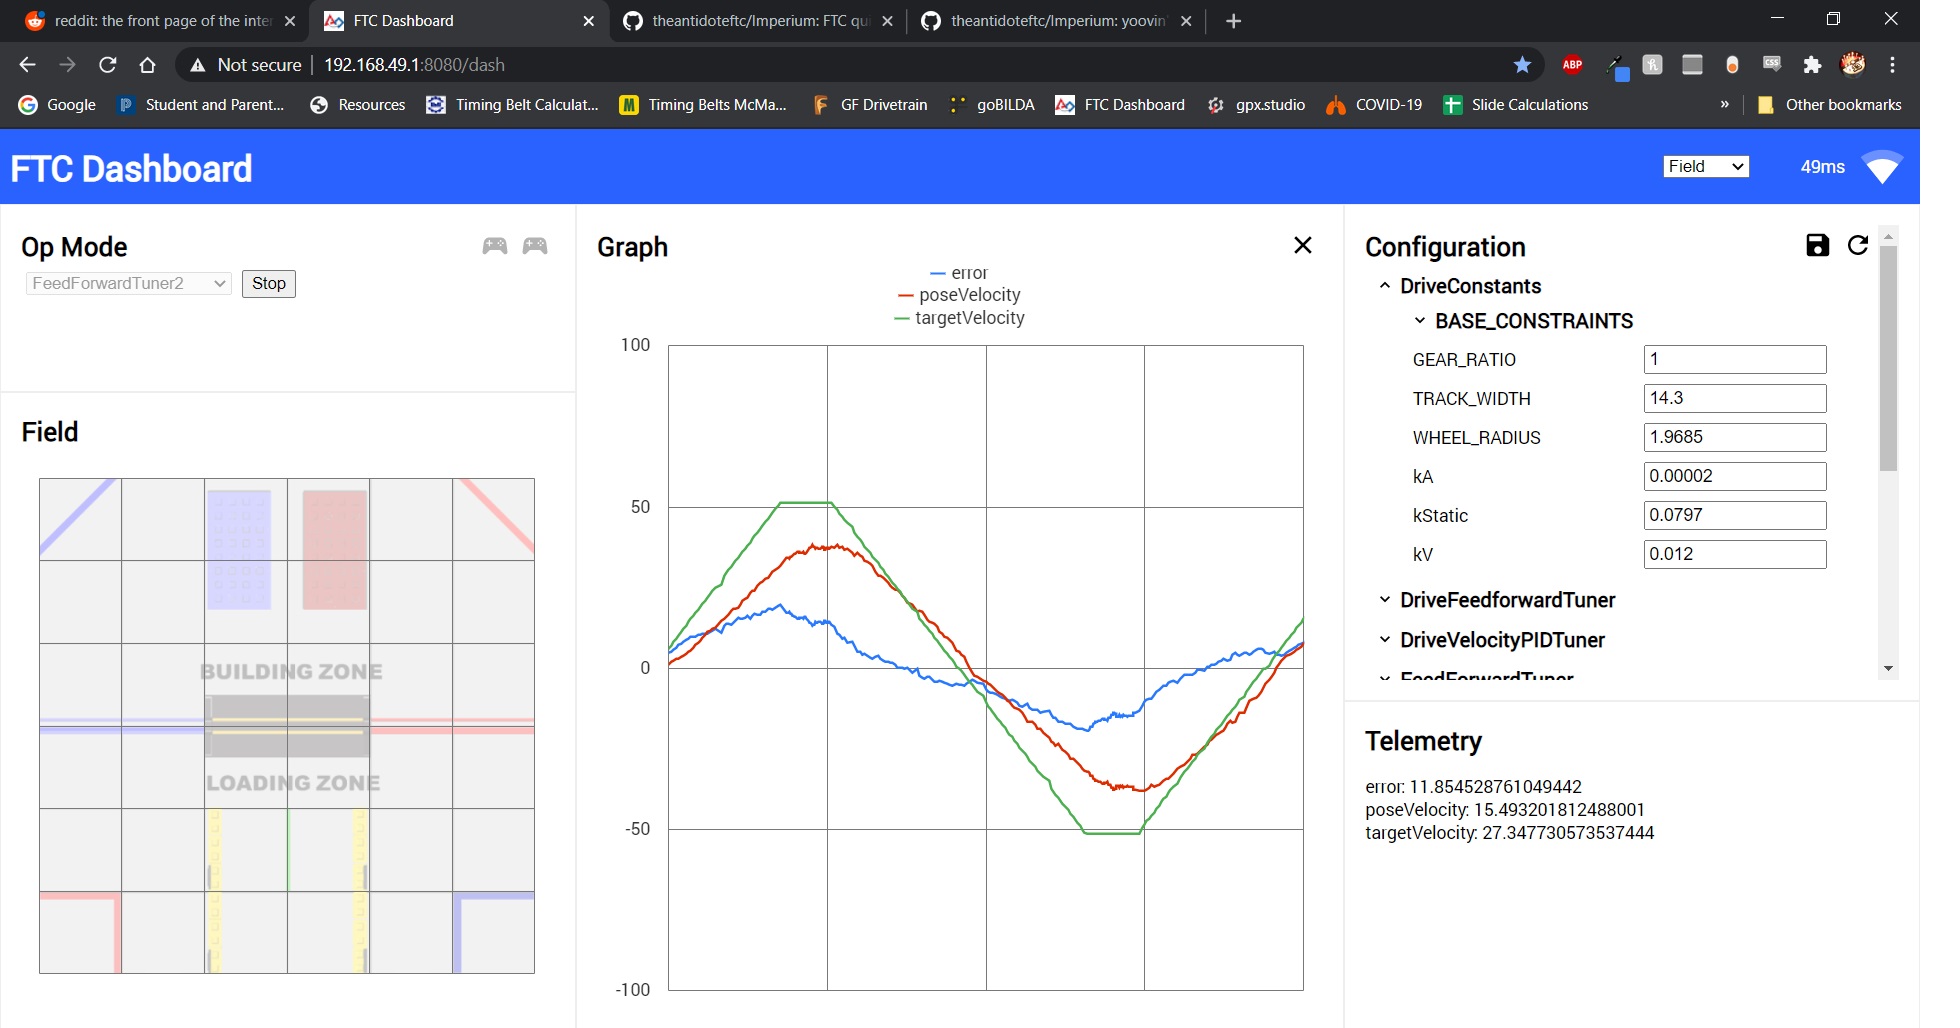 reddit: the front page of the inter
FTC Dashboard
theantidoteftc/Imperium: FTC qui
theantidoteftc/Imperium: yoovin'
Not secure
192.168.49.1:8080/dash
ABP
CSS
Google
Student and Parent...
Resources
Timing Belt Calculat...
M
Timing Belts McMa...
GF Drivetrain
goBILDA
FTC Dashboard
gpx.studio
COVID-19
Slide Calculations
»
Other bookmarks
FTC Dashboard
Field
49ms
Op Mode
FeedForwardTuner2
Stop
Field
BUILDING ZONE
LOADING ZONE
Graph
error
poseVelocity
targetVelocity
100
50
0
-50
-100
Configuration
DriveConstants
BASE_CONSTRAINTS
GEAR_RATIO 1
TRACK_WIDTH 14.3
WHEEL_RADIUS 1.9685
kA 0.00002
kStatic 0.0797
kV 0.012
DriveFeedforwardTuner
DriveVelocityPIDTuner
FeedForwardTuner
Telemetry
error: 11.854528761049442
poseVelocity: 15.493201812488001
targetVelocity: 27.347730573537444